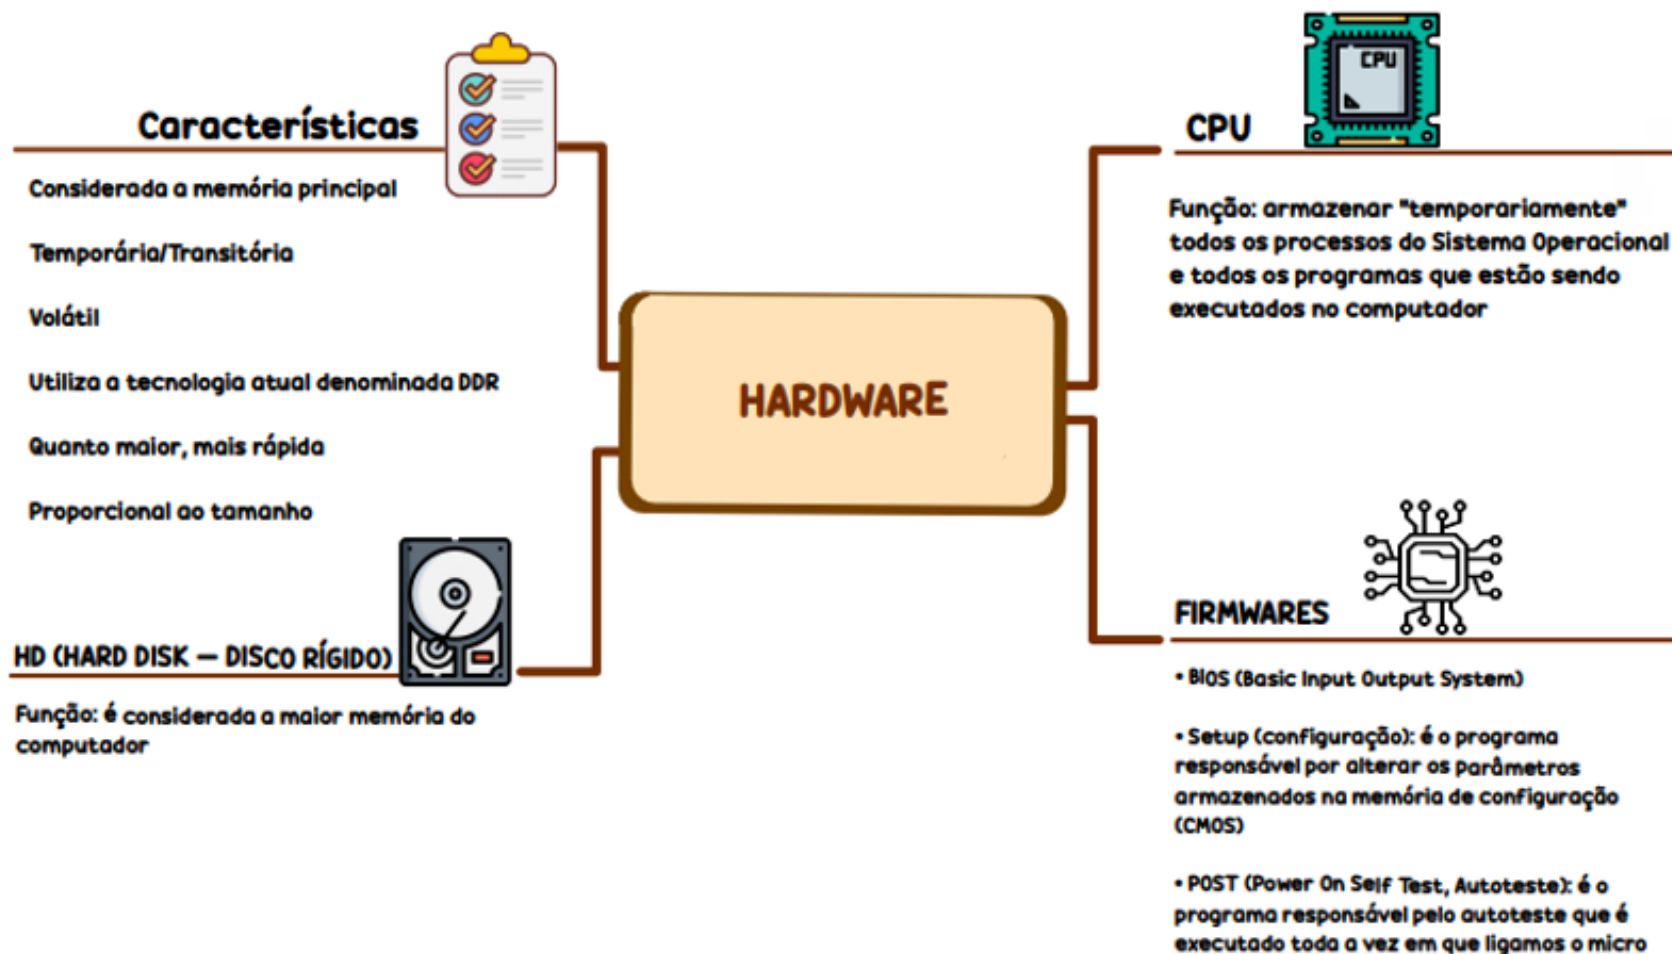 Características
Considerada a memória principal
Temporária/Transitória
Volátil
Utiliza a tecnologia atual denominada DDR
Quanto maior, mais rápida
Proporcional ao tamanho
HD (HARD DISK — DISCO RÍGIDO)
Função: é considerada a maior memória do
computador
HARDWARE
CPU
CPU
Função: armazenar "temporariamente"
todos os processos do Sistema Operacional
e todos os programas que estão sendo
executados no computador
FIRMWARES
• BIOS (Basic Input Output System)
• Setup (configuração): é o programa
responsável por alterar os parâmetros
armazenados na memória de configuração
(CMOS)
• POST (Power On Self Test, Autoteste): é o
programa responsável pelo autoteste que é
executado toda a vez em que ligamos o micro